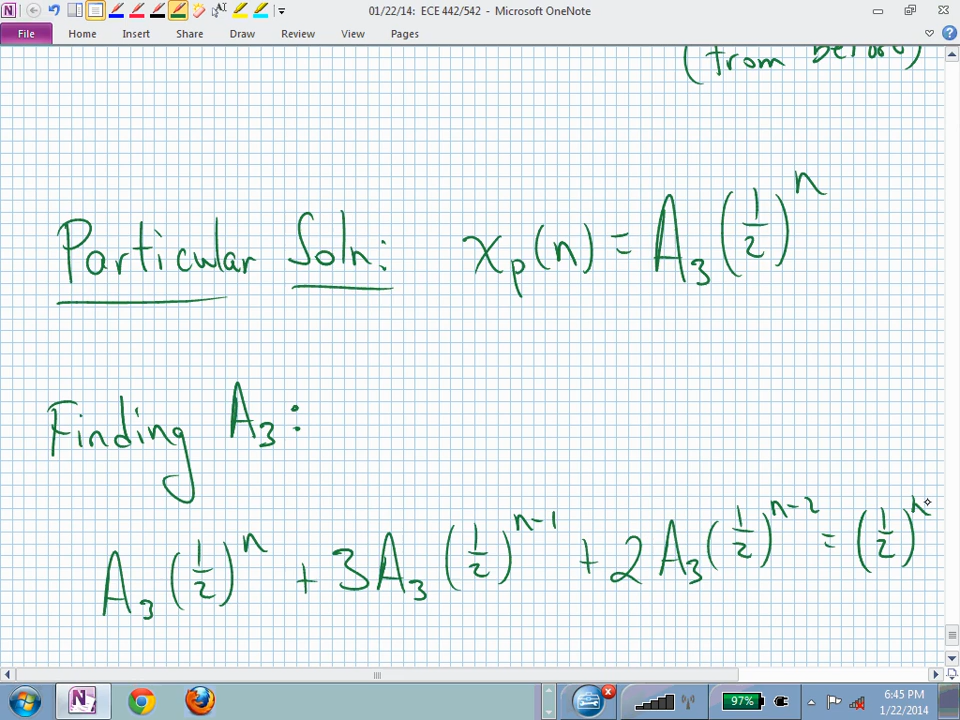 01/22/14: ECE 442/542 - Microsoft OneNote
File Home Insert Share Draw Review View Pages
(from below)
Particular Soln: x_p(n) = A_3 (1/2)^n
Finding A_3:
A_3 (1/2)^n + 3A_3 (1/2)^{n-1} + 2A_3 (1/2)^{n-2} = (1/2)^n
97%
6:45 PM
1/22/2014